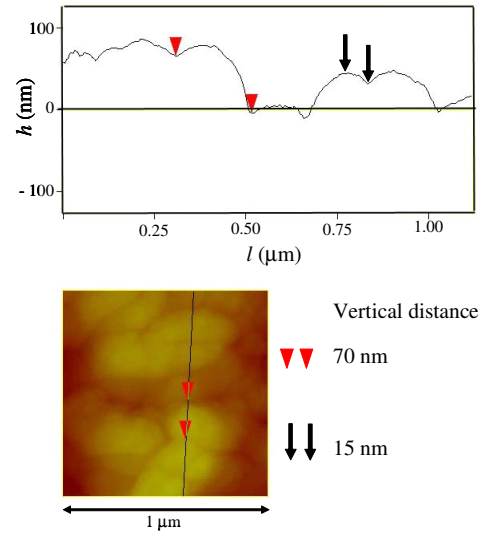 100
0
- 100
h (nm)
0.25 0.50 0.75 1.00
l (μm)
Vertical distance
70 nm
15 nm
1 μm